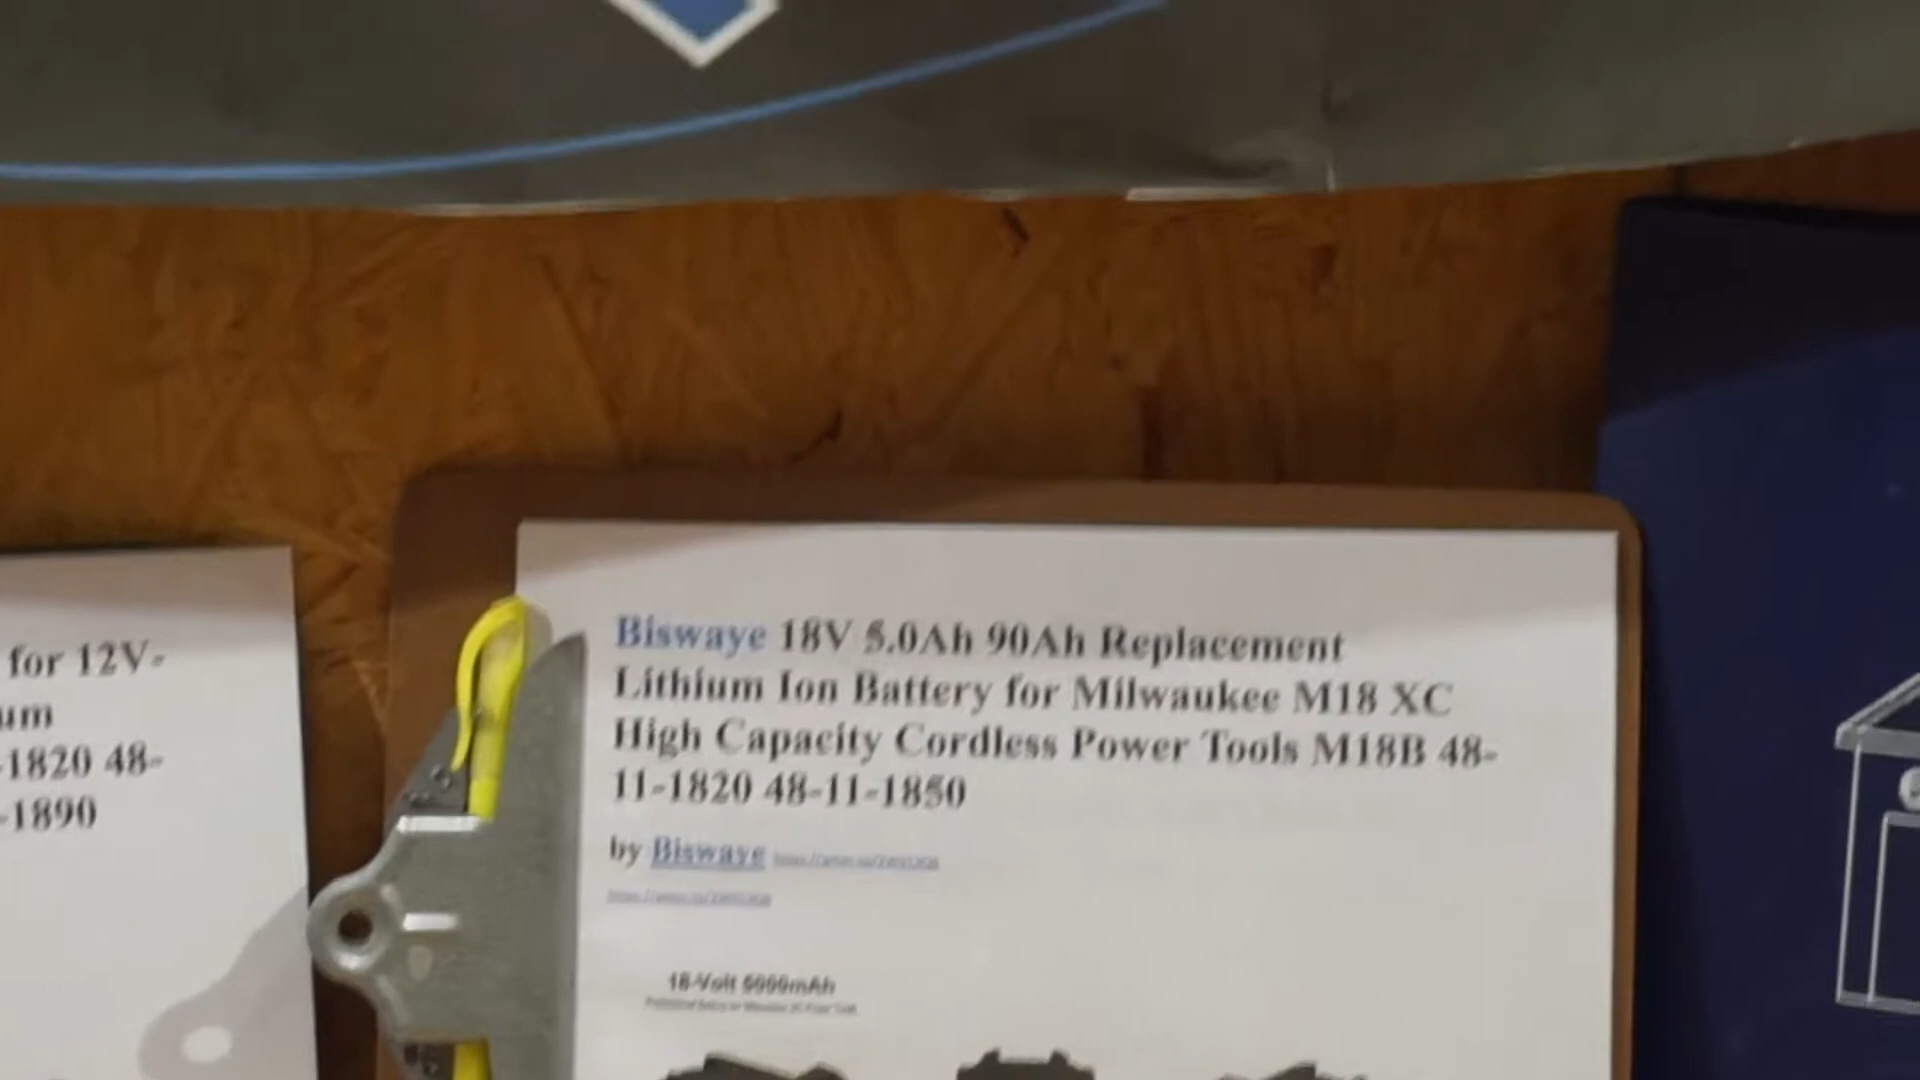 for 12V-
um
-1820 48-
-1890
Biswaye 18V 5.0Ah 90Ah Replacement
Lithium Ion Battery for Milwaukee M18 XC
High Capacity Cordless Power Tools M18B 48-
11-1820 48-11-1850
by Biswaye
18-Volt 5000mAh